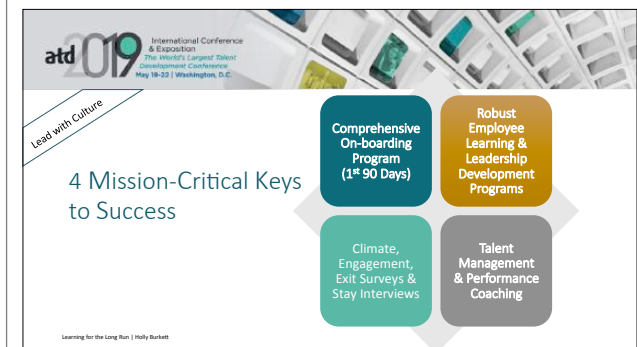 atd 2019
International Conference
& Exposition
The World's Largest Talent
Development Conference
May 19-22 | Washington, D.C.
Lead with Culture
4 Mission-Critical Keys
to Success
Comprehensive
On-boarding
Program
(1st 90 Days)
Robust
Employee
Learning &
Leadership
Development
Programs
Climate,
Engagement,
Exit Surveys &
Stay Interviews
Talent
Management
& Performance
Coaching
Learning for the Long Run | Holly Burkett